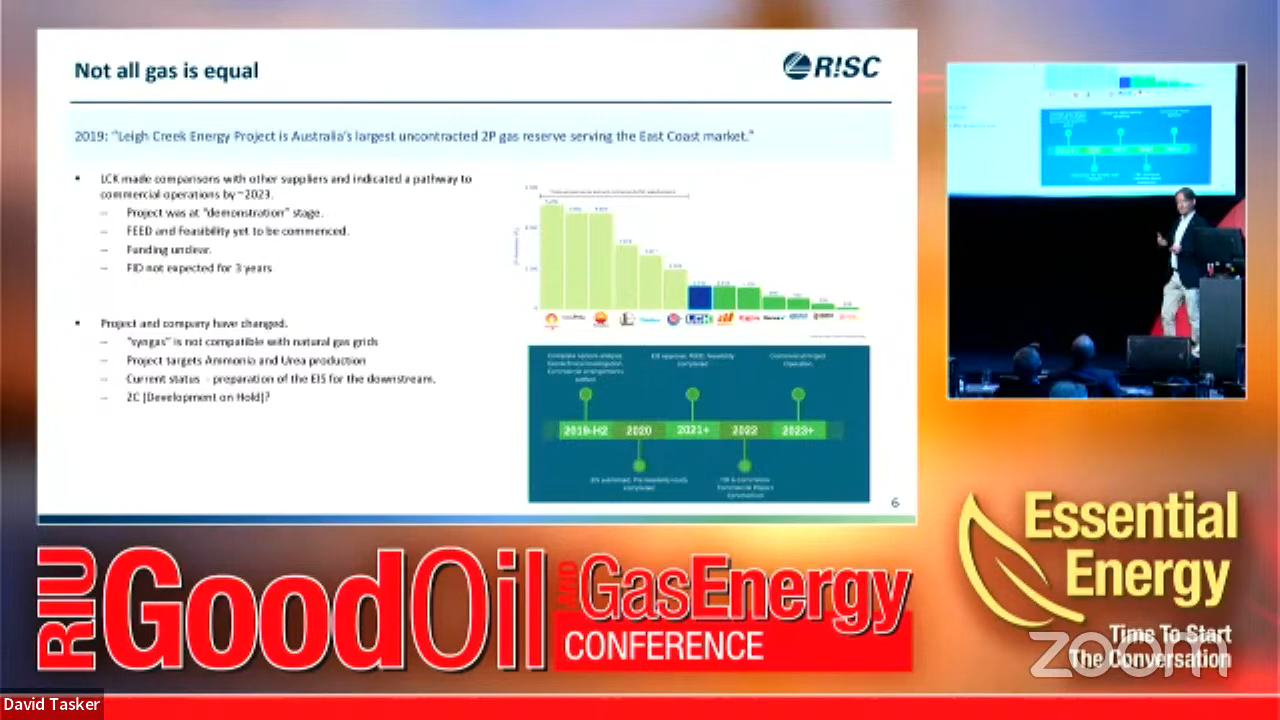 Not all gas is equal
R!SC
2019: "Leigh Creek Energy Project is Australia's largest uncontracted 2P gas reserve serving the East Coast market."
▪ LCK made comparisons with other suppliers and indicated a pathway to
commercial operations by ~2023.
– Project was at "demonstration" stage.
– FEED and Feasibility yet to be commenced.
– Funding unclear.
– FID not expected for 3 years
▪ Project and company have changed.
– "syngas" is not compatible with natural gas grids
– Project targets Ammonia and Urea production
– Current status - preparation of the EIS for the downstream.
– 2C (Development on Hold)?
LCK
2019-H2 2020 2021+ 2022 2023+
6
RIU GoodOil AND GasEnergy
CONFERENCE
Essential
Energy
Time To Start
The Conversation
zoom
David Tasker